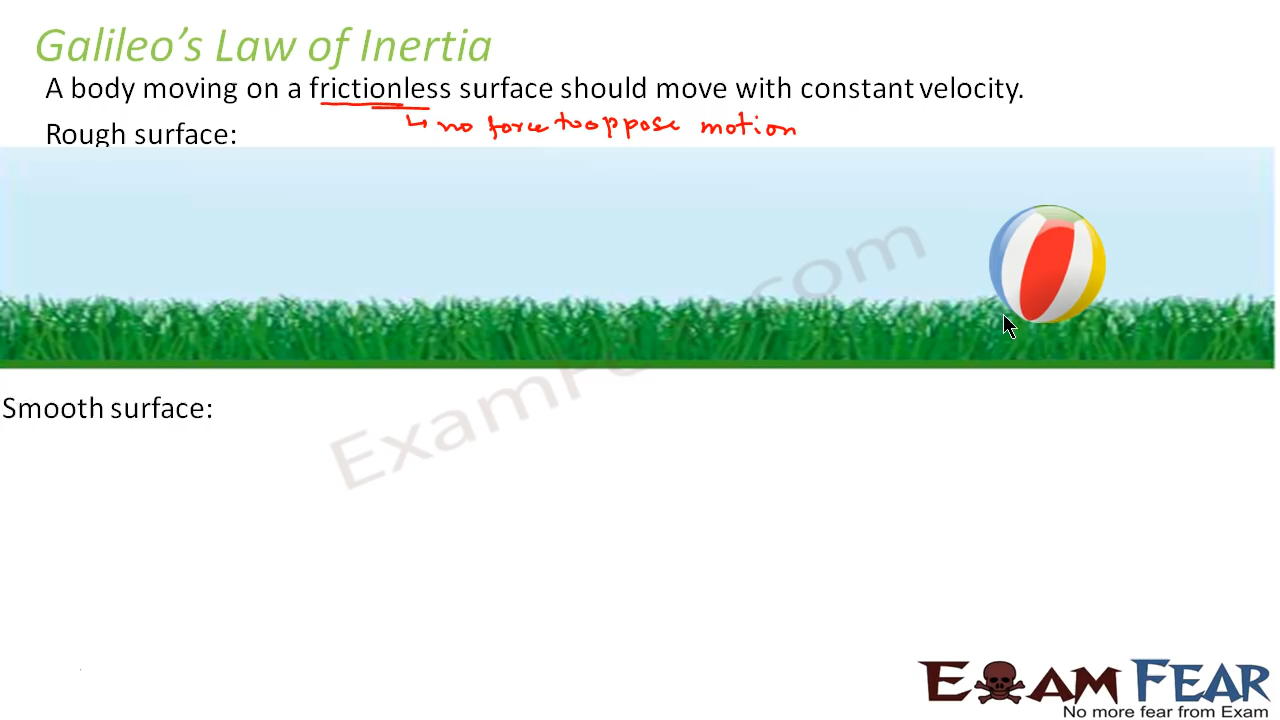 Galileo's Law of Inertia
A body moving on a frictionless surface should move with constant velocity.
↳ no force to oppose motion
Rough surface:
ExamFear.com
Smooth surface:
EXAM FEAR
No more fear from Exam